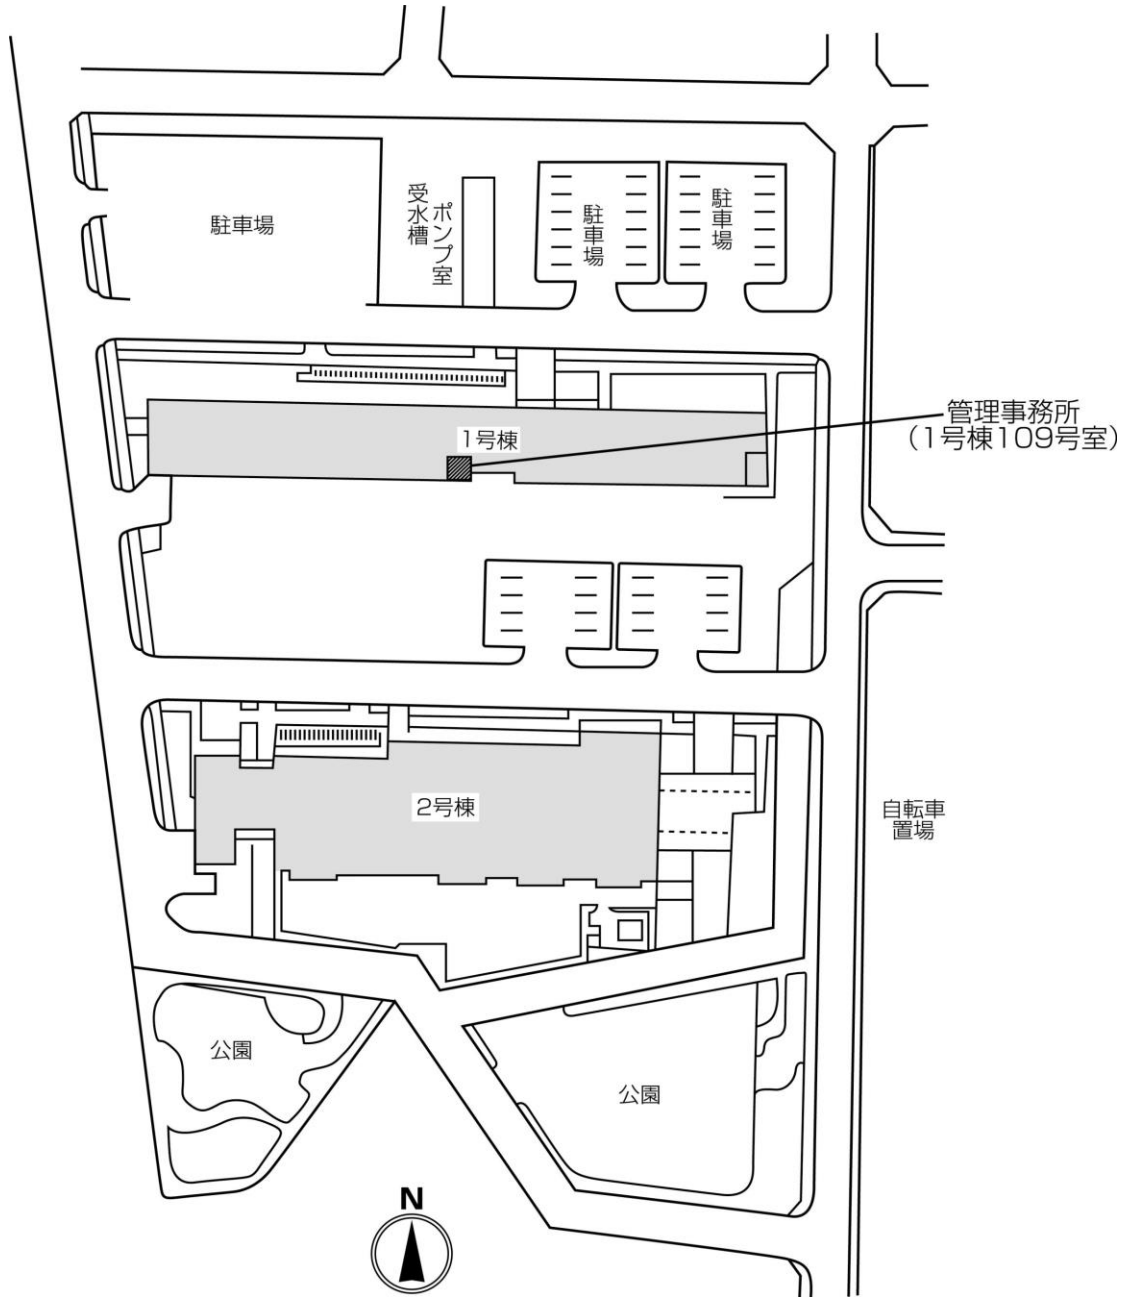 駐車場
受水槽
ポンプ室
駐車場
駐車場
1号棟
管理事務所
（1号棟109号室）
2号棟
自転車
置場
公園
公園
N